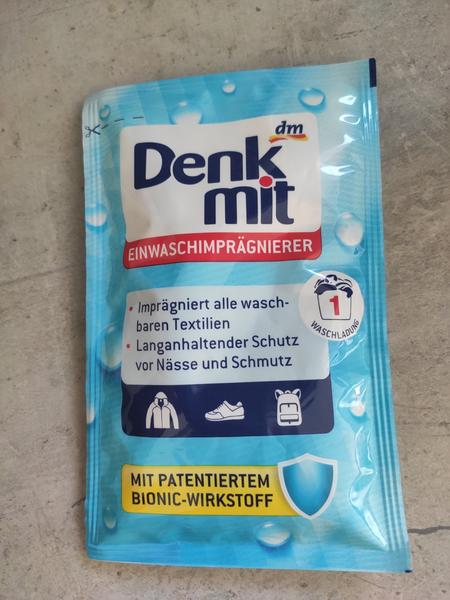 dm
Denk
mit
EINWASCHIMPRÄGNIERER
• Imprägniert alle wasch-
baren Textilien
• Langanhaltender Schutz
vor Nässe und Schmutz
1
WASCHLADUNG
MIT PATENTIERTEM
BIONIC-WIRKSTOFF